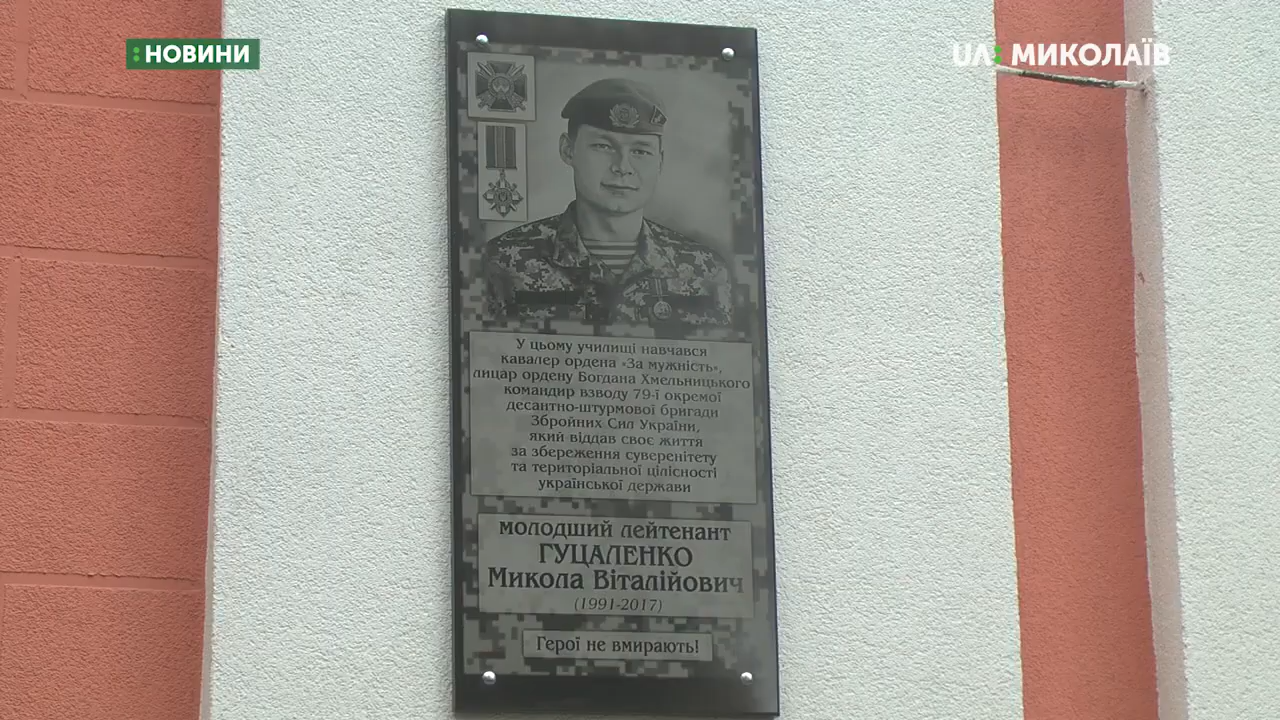 :НОВИНИ
UA: МИКОЛАЇВ
У цьому училищі навчався
кавалер ордена «За мужність»,
лицар ордену Богдана Хмельницького
командир взводу 79-ї окремої
десантно-штурмової бригади
Збройних Сил України,
який віддав своє життя
за збереження суверенітету
та територіальної цілісності
української держави
молодший лейтенант
ГУЦАЛЕНКО
Микола Віталійович
(1991-2017)
Герої не вмирають!